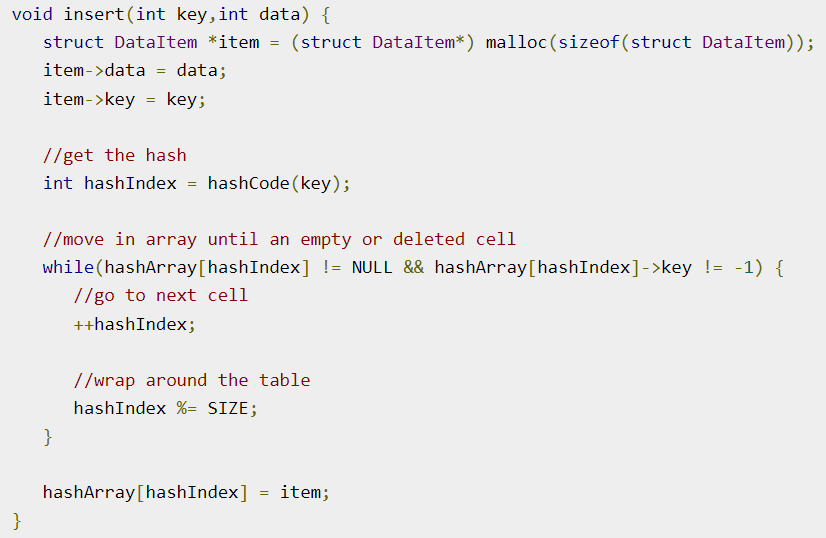 void insert(int key,int data) {
   struct DataItem *item = (struct DataItem*) malloc(sizeof(struct DataItem));
   item->data = data;
   item->key = key;

   //get the hash
   int hashIndex = hashCode(key);

   //move in array until an empty or deleted cell
   while(hashArray[hashIndex] != NULL && hashArray[hashIndex]->key != -1) {
      //go to next cell
      ++hashIndex;

      //wrap around the table
      hashIndex %= SIZE;
   }

   hashArray[hashIndex] = item;
}